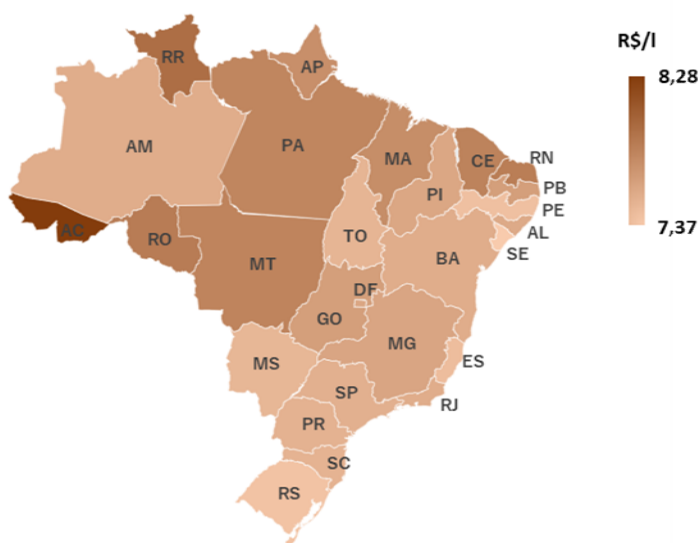 R$/l
8,28
7,37
RR
AP
AM
PA
MA
CE
RN
PI
PB
PE
AL
SE
AC
RO
TO
BA
MT
DF
GO
MG
MS
ES
SP
RJ
PR
SC
RS